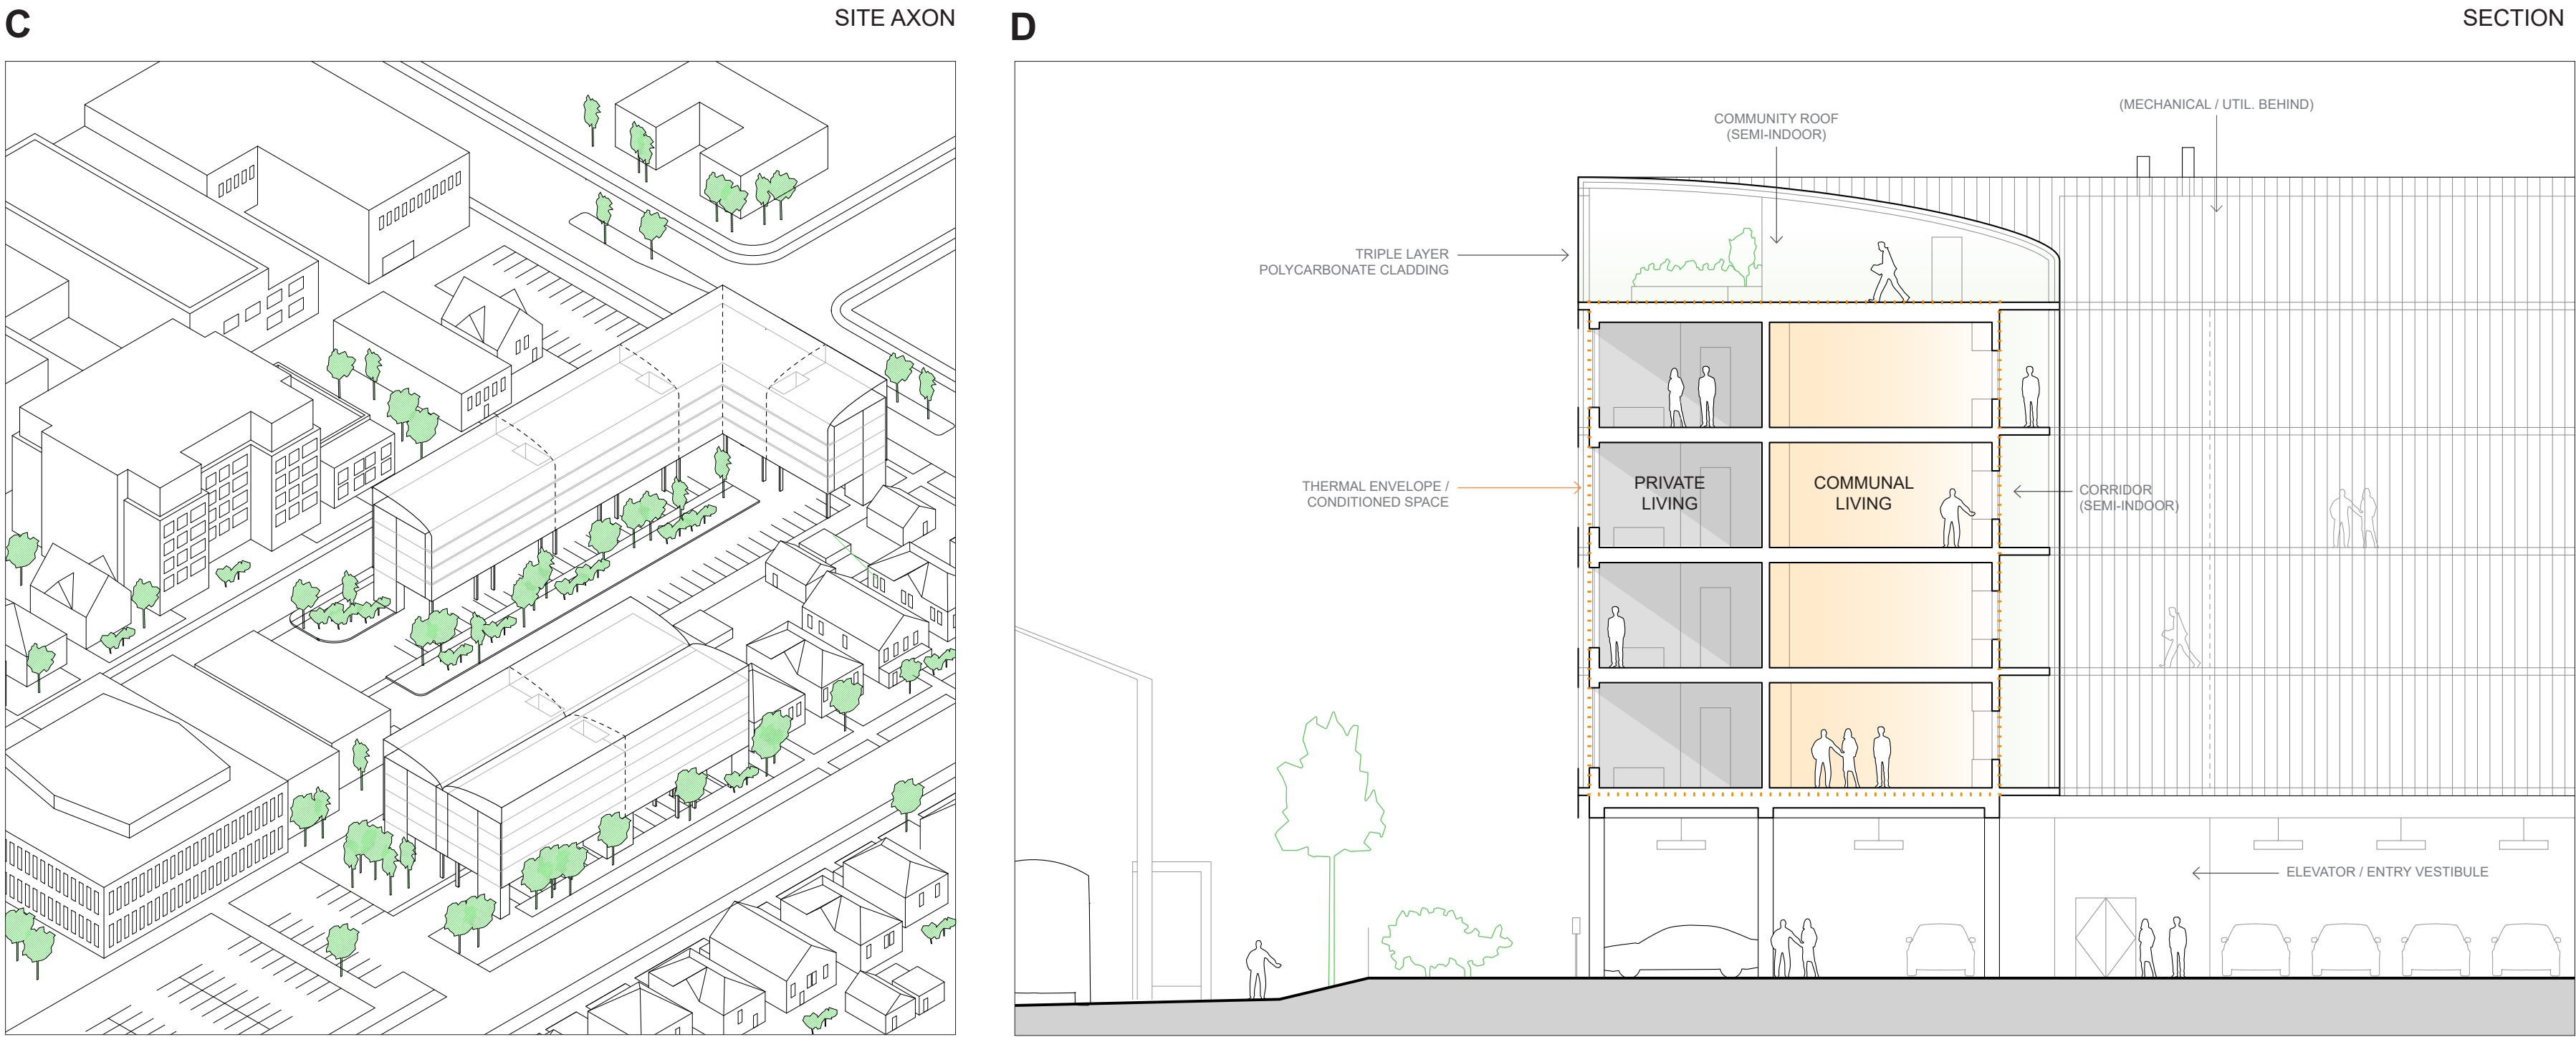 C
SITE AXON
D
SECTION
(MECHANICAL / UTIL. BEHIND)
COMMUNITY ROOF
(SEMI-INDOOR)
TRIPLE LAYER
POLYCARBONATE CLADDING
THERMAL ENVELOPE /
CONDITIONED SPACE
PRIVATE
LIVING
COMMUNAL
LIVING
CORRIDOR
(SEMI-INDOOR)
ELEVATOR / ENTRY VESTIBULE